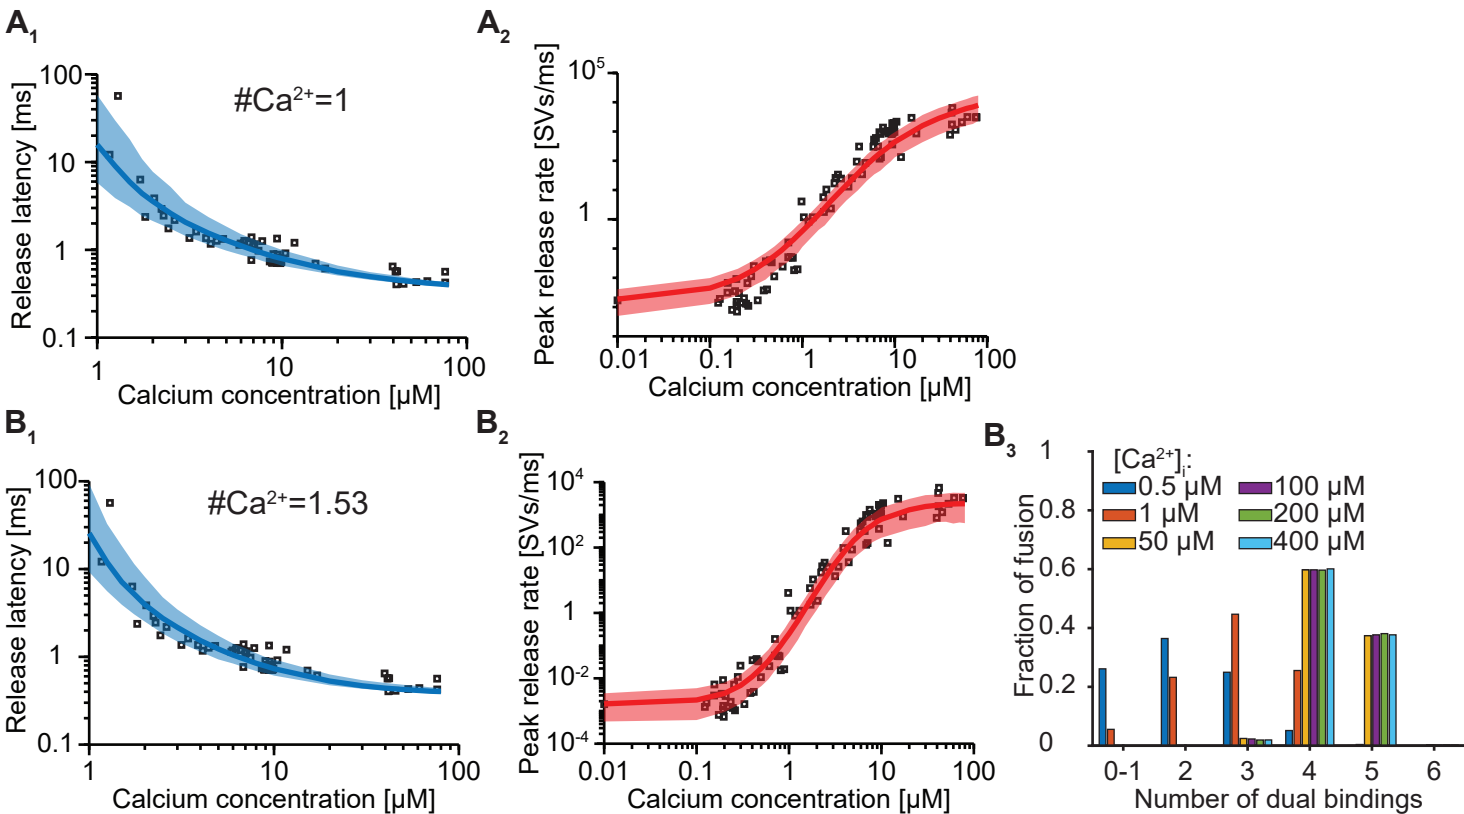 A1
#Ca2+=1
Release latency [ms]
100
10
1
0.1
1
10
100
Calcium concentration [µM]
A2
Peak release rate [SVs/ms]
10^5
1
0.01
0.1
1
10
100
Calcium concentration [µM]
B1
#Ca2+=1.53
Release latency [ms]
100
10
1
0.1
1
10
100
Calcium concentration [µM]
B2
Peak release rate [SVs/ms]
10^4
10^2
1
10^-2
10^-4
0.01
0.1
1
10
100
Calcium concentration [µM]
B3
[Ca2+]i:
0.5 µM
1 µM
50 µM
100 µM
200 µM
400 µM
Fraction of fusion
1
0.8
0.6
0.4
0.2
0
0-1
2
3
4
5
6
Number of dual bindings